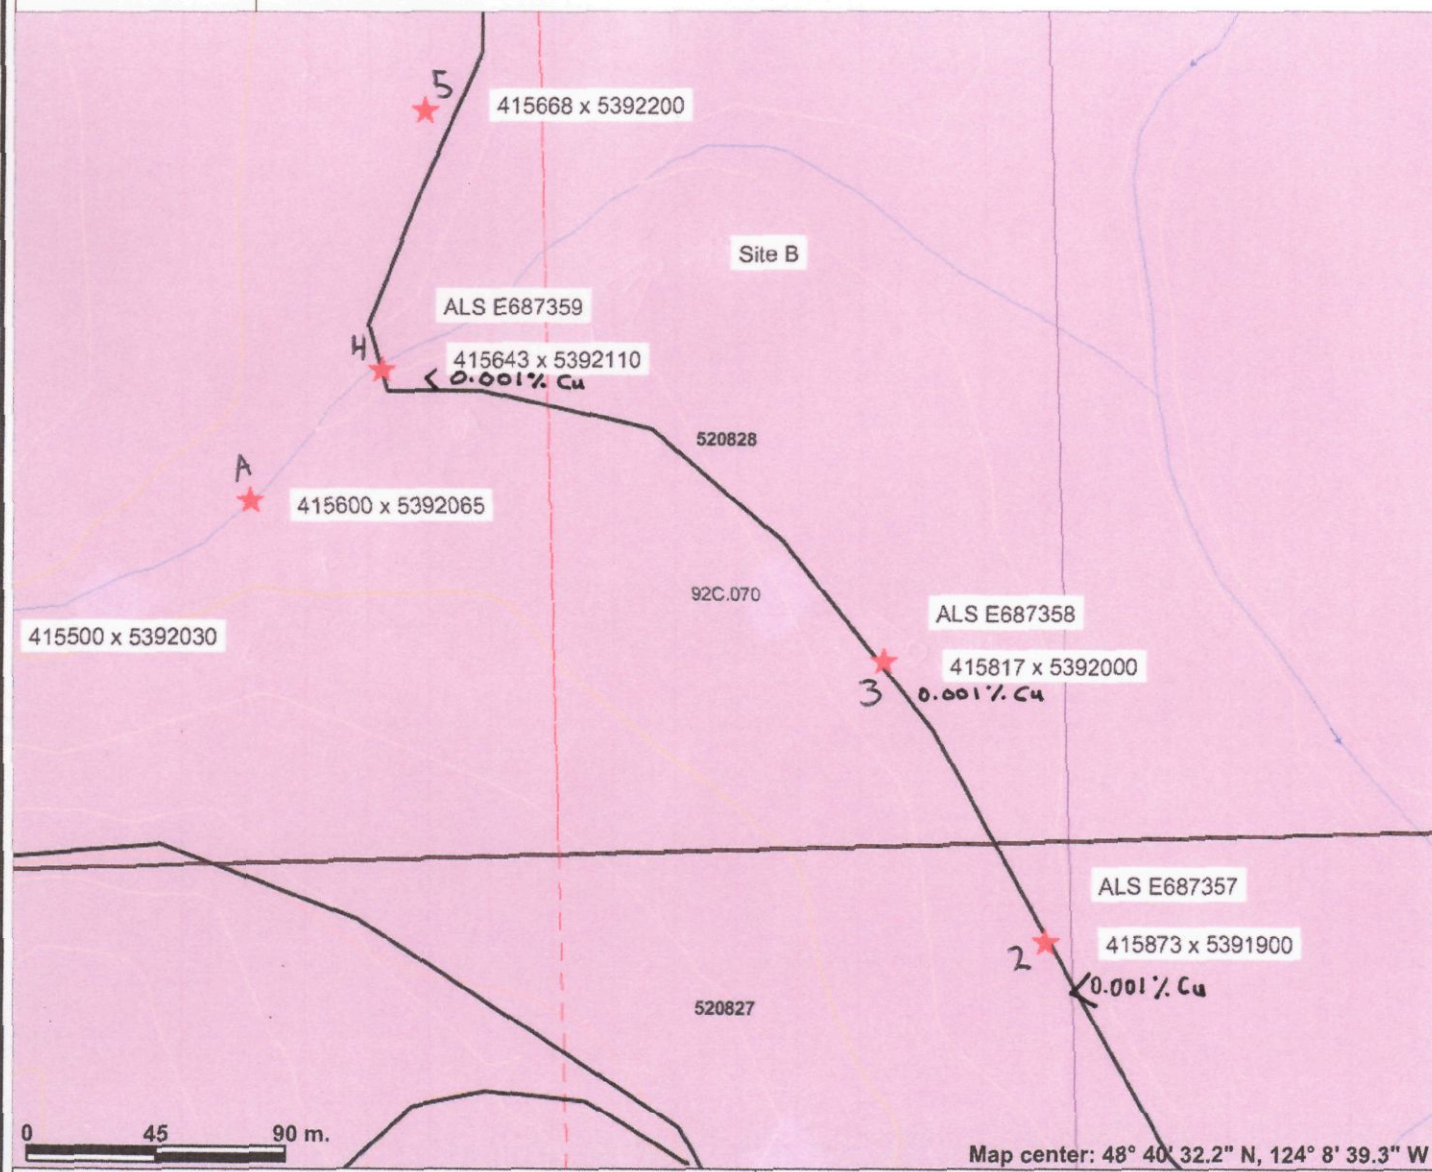 5
415668 x 5392200
Site B
ALS E687359
4
415643 x 5392110
< 0.001% Cu
520828
A
415600 x 5392065
92C.070
ALS E687358
415500 x 5392030
415817 x 5392000
3
0.001% Cu
ALS E687357
415873 x 5391900
2
<0.001% Cu
520827
0 45 90 m.
Map center: 48° 40' 32.2" N, 124° 8' 39.3" W